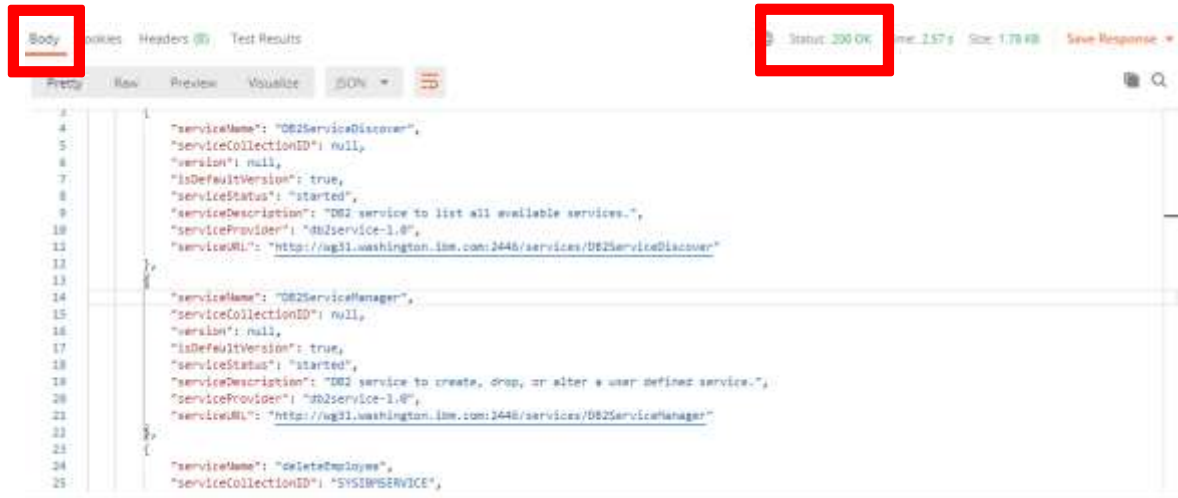 Body Cookies Headers (8) Test Results Status: 200 OK Time: 2.57 s Size: 1.78 KB Save Response
Pretty Raw Preview Visualize JSON
3 {
4 "serviceName": "DB2ServiceDiscover",
5 "serviceCollectionID": null,
6 "version": null,
7 "isDefaultVersion": true,
8 "serviceStatus": "started",
9 "serviceDescription": "DB2 service to list all available services.",
10 "serviceProvider": "db2service-1.0",
11 "serviceURL": "http://wg31.washington.ibm.com:2446/services/DB2ServiceDiscover"
12 },
13 {
14 "serviceName": "DB2ServiceManager",
15 "serviceCollectionID": null,
16 "version": null,
17 "isDefaultVersion": true,
18 "serviceStatus": "started",
19 "serviceDescription": "DB2 service to create, drop, or alter a user defined service.",
20 "serviceProvider": "db2service-1.0",
21 "serviceURL": "http://wg31.washington.ibm.com:2446/services/DB2ServiceManager"
22 },
23 {
24 "serviceName": "deleteEmployee",
25 "serviceCollectionID": "SYSIBMSERVICE",